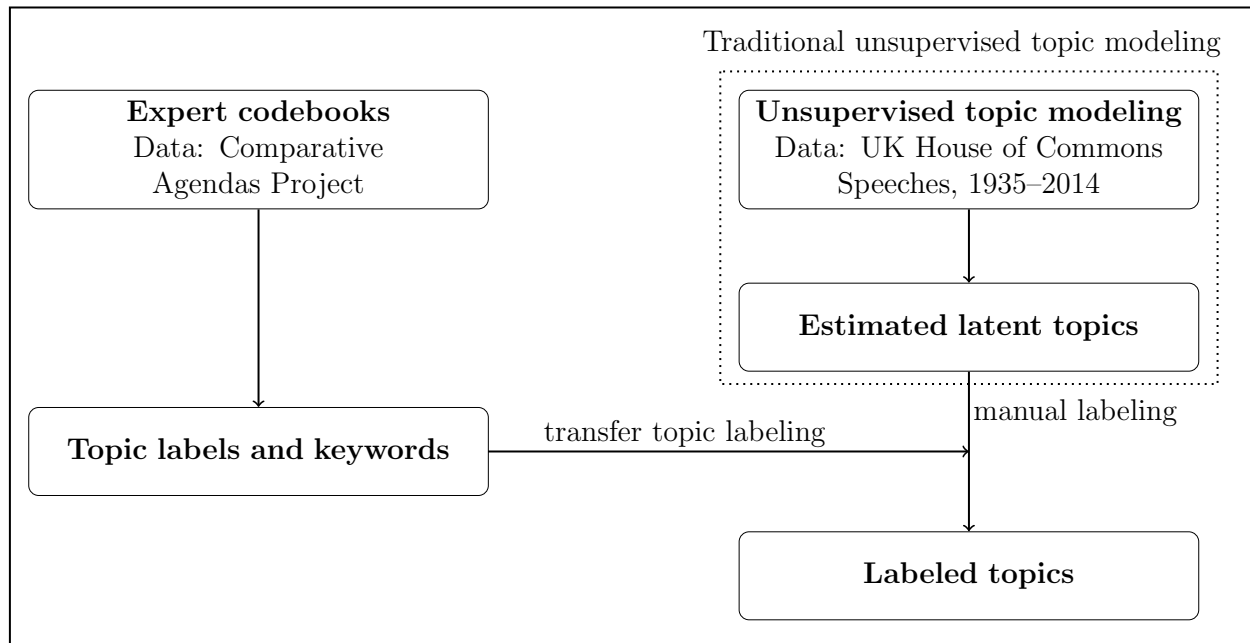 Traditional unsupervised topic modeling
Expert codebooks
Data: Comparative
Agendas Project
Unsupervised topic modeling
Data: UK House of Commons
Speeches, 1935–2014
Estimated latent topics
manual labeling
Topic labels and keywords
transfer topic labeling
Labeled topics